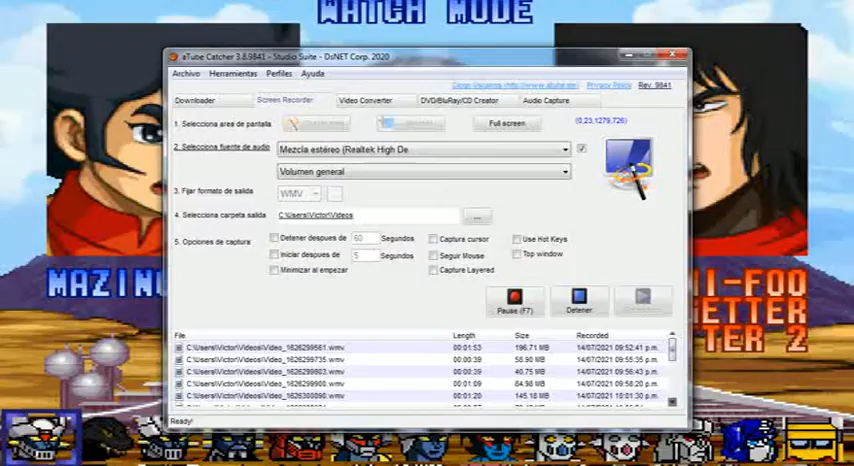 WATCH MODE
aTube Catcher 3.8.9841 - Studio Suite - DsNET Corp. 2020
Archivo Herramientas Perfiles Ayuda
Privacy Policy Rev. 9841
Downloader Screen Recorder Video Converter DVD/BluRay/CD Creator Audio Capture
1. Selecciona area de pantalla Full screen (0,23,1279,726)
2. Selecciona fuente de audio Mezcla estéreo (Realtek High De
Volumen general
3. Fijar formato de salida WMV
4. Selecciona carpeta salida C:\Users\Victor\Videos ...
5. Opciones de captura Detener despues de 60 Segundos Captura cursor Use Hot Keys
Iniciar despues de 5 Segundos Seguir Mouse Top window
Minimizar al empezar Capture Layered
MAZIN
MI-FOO
ETTER
TER 2
Pause (F7) Detener
File Length Size Recorded
C:\Users\Victor\Videos\Video_1626299561.wmv 00:01:53 196.71 MB 14/07/2021 09:52:41 p.m.
C:\Users\Victor\Videos\Video_1626299735.wmv 00:00:39 58.90 MB 14/07/2021 09:55:35 p.m.
C:\Users\Victor\Videos\Video_1626299803.wmv 00:00:39 40.75 MB 14/07/2021 09:56:43 p.m.
C:\Users\Victor\Videos\Video_1626299900.wmv 00:01:09 84.98 MB 14/07/2021 09:58:20 p.m.
C:\Users\Victor\Videos\Video_1626300090.wmv 00:01:20 145.18 MB 14/07/2021 10:01:30 p.m.
Ready!